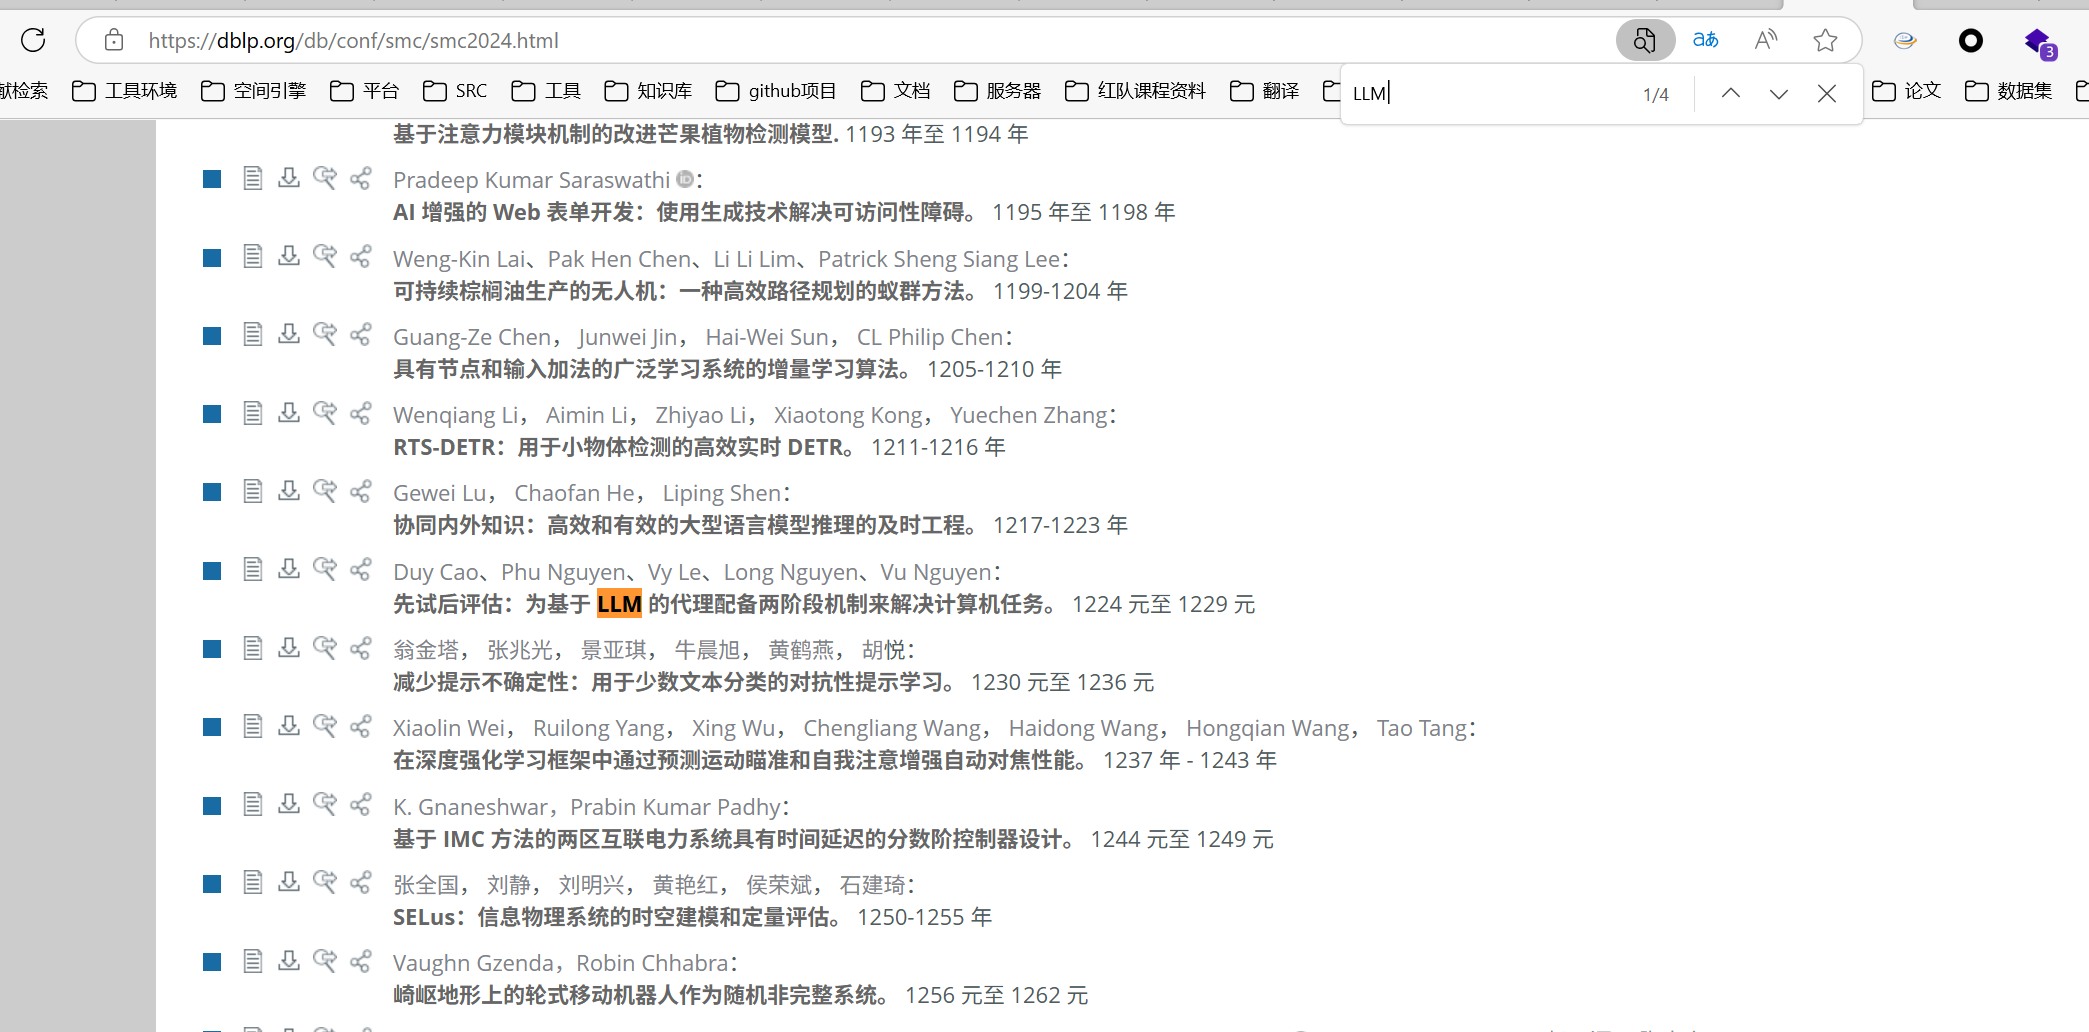 https://dblp.org/db/conf/smc/smc2024.html
aあ
A
3
献检索 工具环境 空间引擎 平台 SRC 工具 知识库 github项目 文档 服务器 红队课程资料 翻译 论文 数据集
LLM 1/4
基于注意力模块机制的改进芒果植物检测模型. 1193 年至 1194 年
Pradeep Kumar Saraswathi iD：
AI 增强的 Web 表单开发：使用生成技术解决可访问性障碍。 1195 年至 1198 年
Weng-Kin Lai、Pak Hen Chen、Li Li Lim、Patrick Sheng Siang Lee：
可持续棕榈油生产的无人机：一种高效路径规划的蚁群方法。 1199-1204 年
Guang-Ze Chen， Junwei Jin， Hai-Wei Sun， CL Philip Chen：
具有节点和输入加法的广泛学习系统的增量学习算法。 1205-1210 年
Wenqiang Li， Aimin Li， Zhiyao Li， Xiaotong Kong， Yuechen Zhang：
RTS-DETR：用于小物体检测的高效实时 DETR。 1211-1216 年
Gewei Lu， Chaofan He， Liping Shen：
协同内外知识：高效和有效的大型语言模型推理的及时工程。 1217-1223 年
Duy Cao、Phu Nguyen、Vy Le、Long Nguyen、Vu Nguyen：
先试后评估：为基于 LLM 的代理配备两阶段机制来解决计算机任务。 1224 元至 1229 元
翁金塔， 张兆光， 景亚琪， 牛晨旭， 黄鹤燕， 胡悦：
减少提示不确定性：用于少数文本分类的对抗性提示学习。 1230 元至 1236 元
Xiaolin Wei， Ruilong Yang， Xing Wu， Chengliang Wang， Haidong Wang， Hongqian Wang， Tao Tang：
在深度强化学习框架中通过预测运动瞄准和自我注意增强自动对焦性能。 1237 年 - 1243 年
K. Gnaneshwar，Prabin Kumar Padhy：
基于 IMC 方法的两区互联电力系统具有时间延迟的分数阶控制器设计。 1244 元至 1249 元
张全国， 刘静， 刘明兴， 黄艳红， 侯荣斌， 石建琦：
SELus：信息物理系统的时空建模和定量评估。 1250-1255 年
Vaughn Gzenda，Robin Chhabra：
崎岖地形上的轮式移动机器人作为随机非完整系统。 1256 元至 1262 元